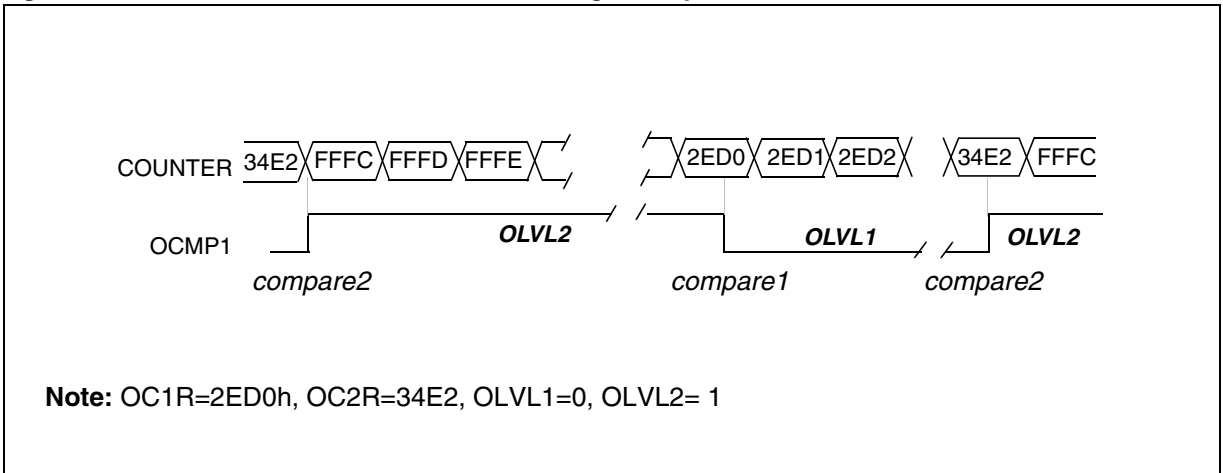 COUNTER 34E2 FFFC FFFD FFFE 2ED0 2ED1 2ED2 34E2 FFFC
OCMP1 OLVL2 OLVL1 OLVL2
compare2 compare1 compare2
Note: OC1R=2ED0h, OC2R=34E2, OLVL1=0, OLVL2= 1